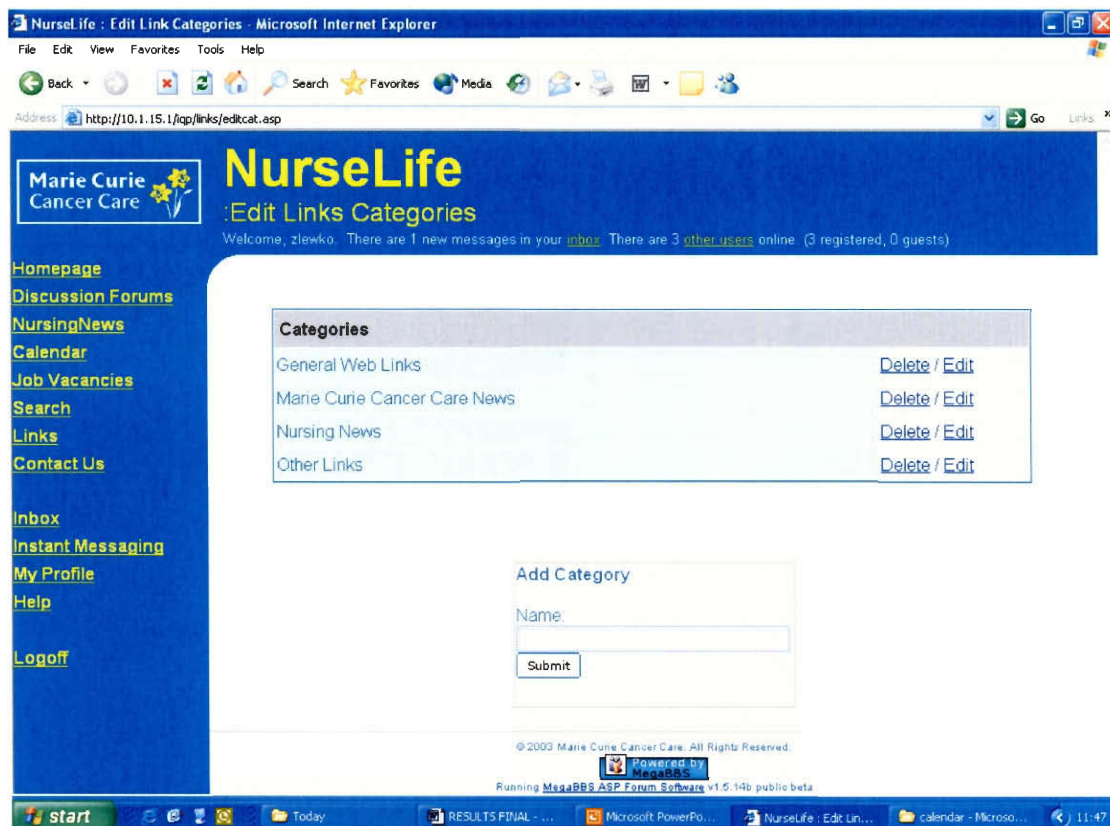 NurseLife : Edit Link Categories - Microsoft Internet Explorer
File Edit View Favorites Tools Help
Back Search Favorites Media
Address http://10.1.15.1/iqp/links/editcat.asp Go Links »
Marie Curie
Cancer Care
NurseLife
:Edit Links Categories
Welcome, zlewko. There are 1 new messages in your inbox. There are 3 other users online. (3 registered, 0 guests)
Homepage
Discussion Forums
NursingNews
Calendar
Job Vacancies
Search
Links
Contact Us
Inbox
Instant Messaging
My Profile
Help
Logoff
Categories
General Web Links Delete / Edit
Marie Curie Cancer Care News Delete / Edit
Nursing News Delete / Edit
Other Links Delete / Edit
Add Category
Name:
Submit
© 2003 Marie Curie Cancer Care. All Rights Reserved.
Powered by
MegaBBS
Running MegaBBS ASP Forum Software v1.5.14b public beta
start Today RESULTS FINAL - ... Microsoft PowerPo... NurseLife : Edit Lin... calendar - Microso... 11:47